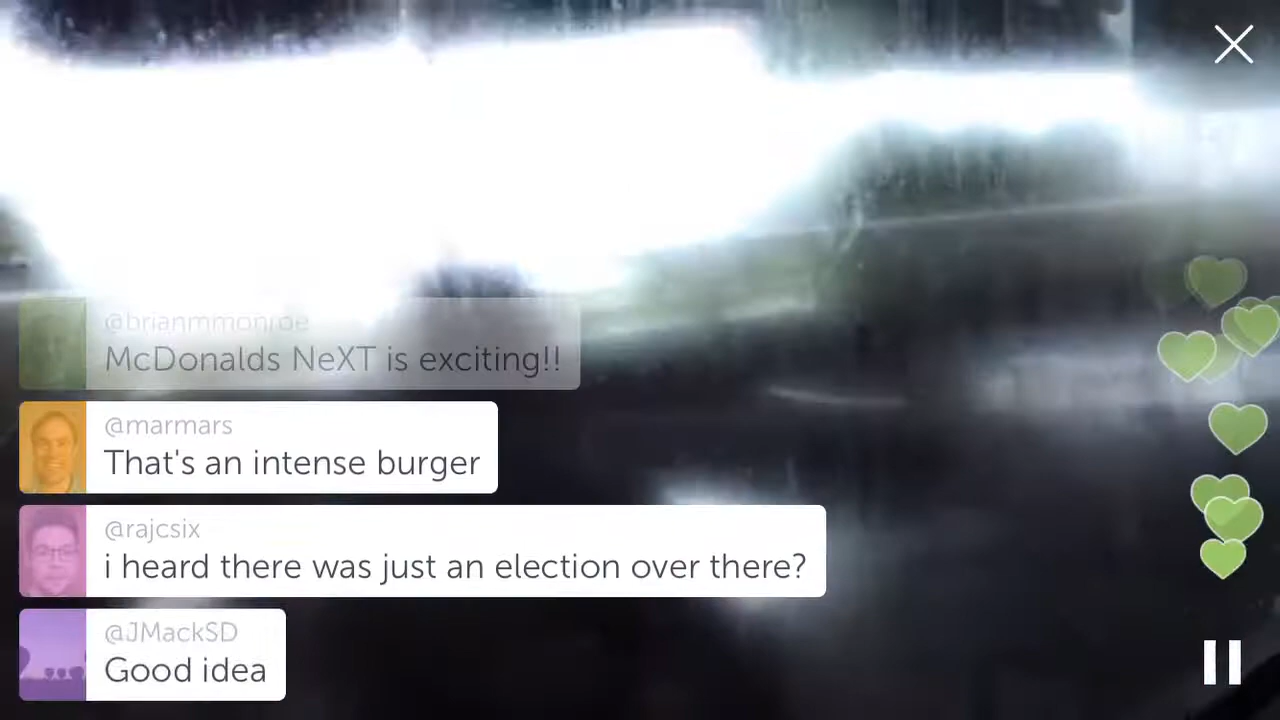 @brianmmonroe
McDonalds NeXT is exciting!!
@marmars
That's an intense burger
@rajcsix
i heard there was just an election over there?
@JMackSD
Good idea